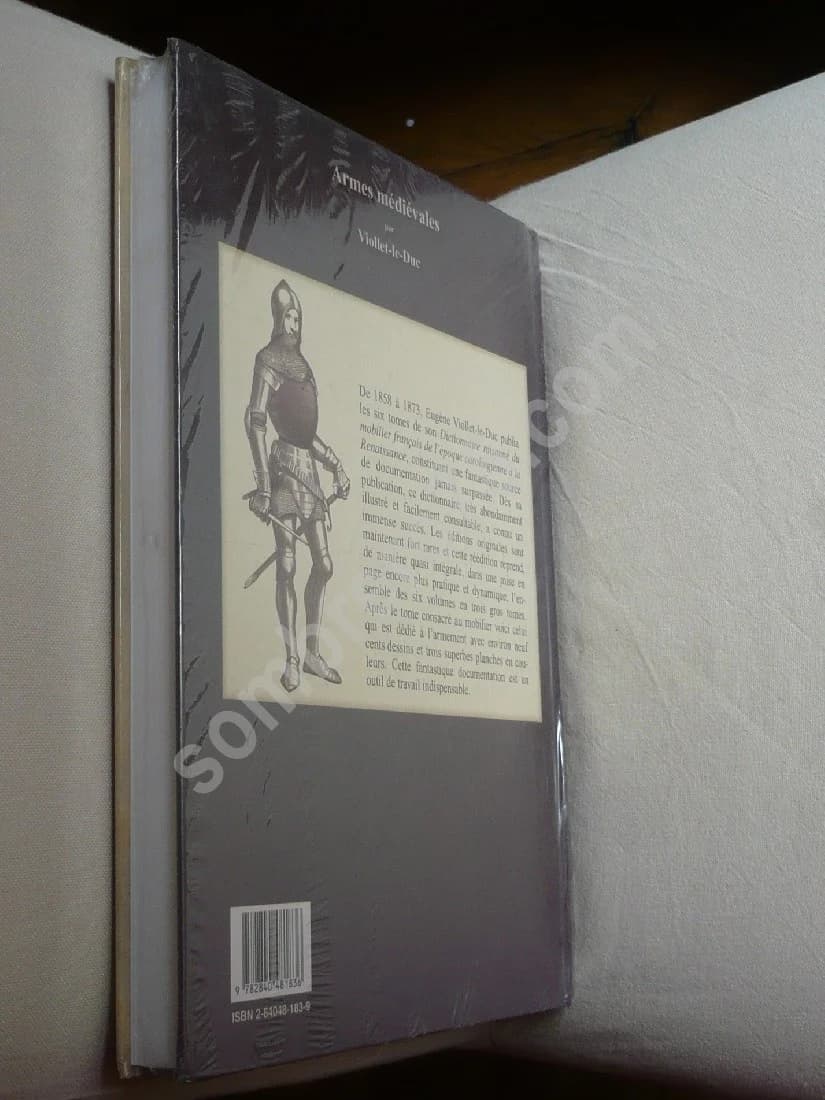 Armes médiévales
par
Viollet-le-Duc
De 1858 à 1873, Eugène Viollet-le-Duc publia
les six tomes de son Dictionnaire raisonné du
mobilier français de l'époque carolingienne à la
Renaissance, constituant une fantastique source
de documentation jamais surpassée. Dès sa
publication, ce dictionnaire, très abondamment
illustré et facilement consultable, a connu un
immense succès. Les éditions originales sont
maintenant fort rares et cette réédition reprend,
de manière quasi intégrale, dans une mise en
page encore plus pratique et dynamique, l'en-
semble des six volumes en trois gros tomes.
Après le tome consacré au mobilier voici celui
qui est dédié à l'armement avec environ neuf
cents dessins et trois superbes planches en cou-
leurs. Cette fantastique documentation est un
outil de travail indispensable.
9 782840 481836
ISBN 2-84048-183-9